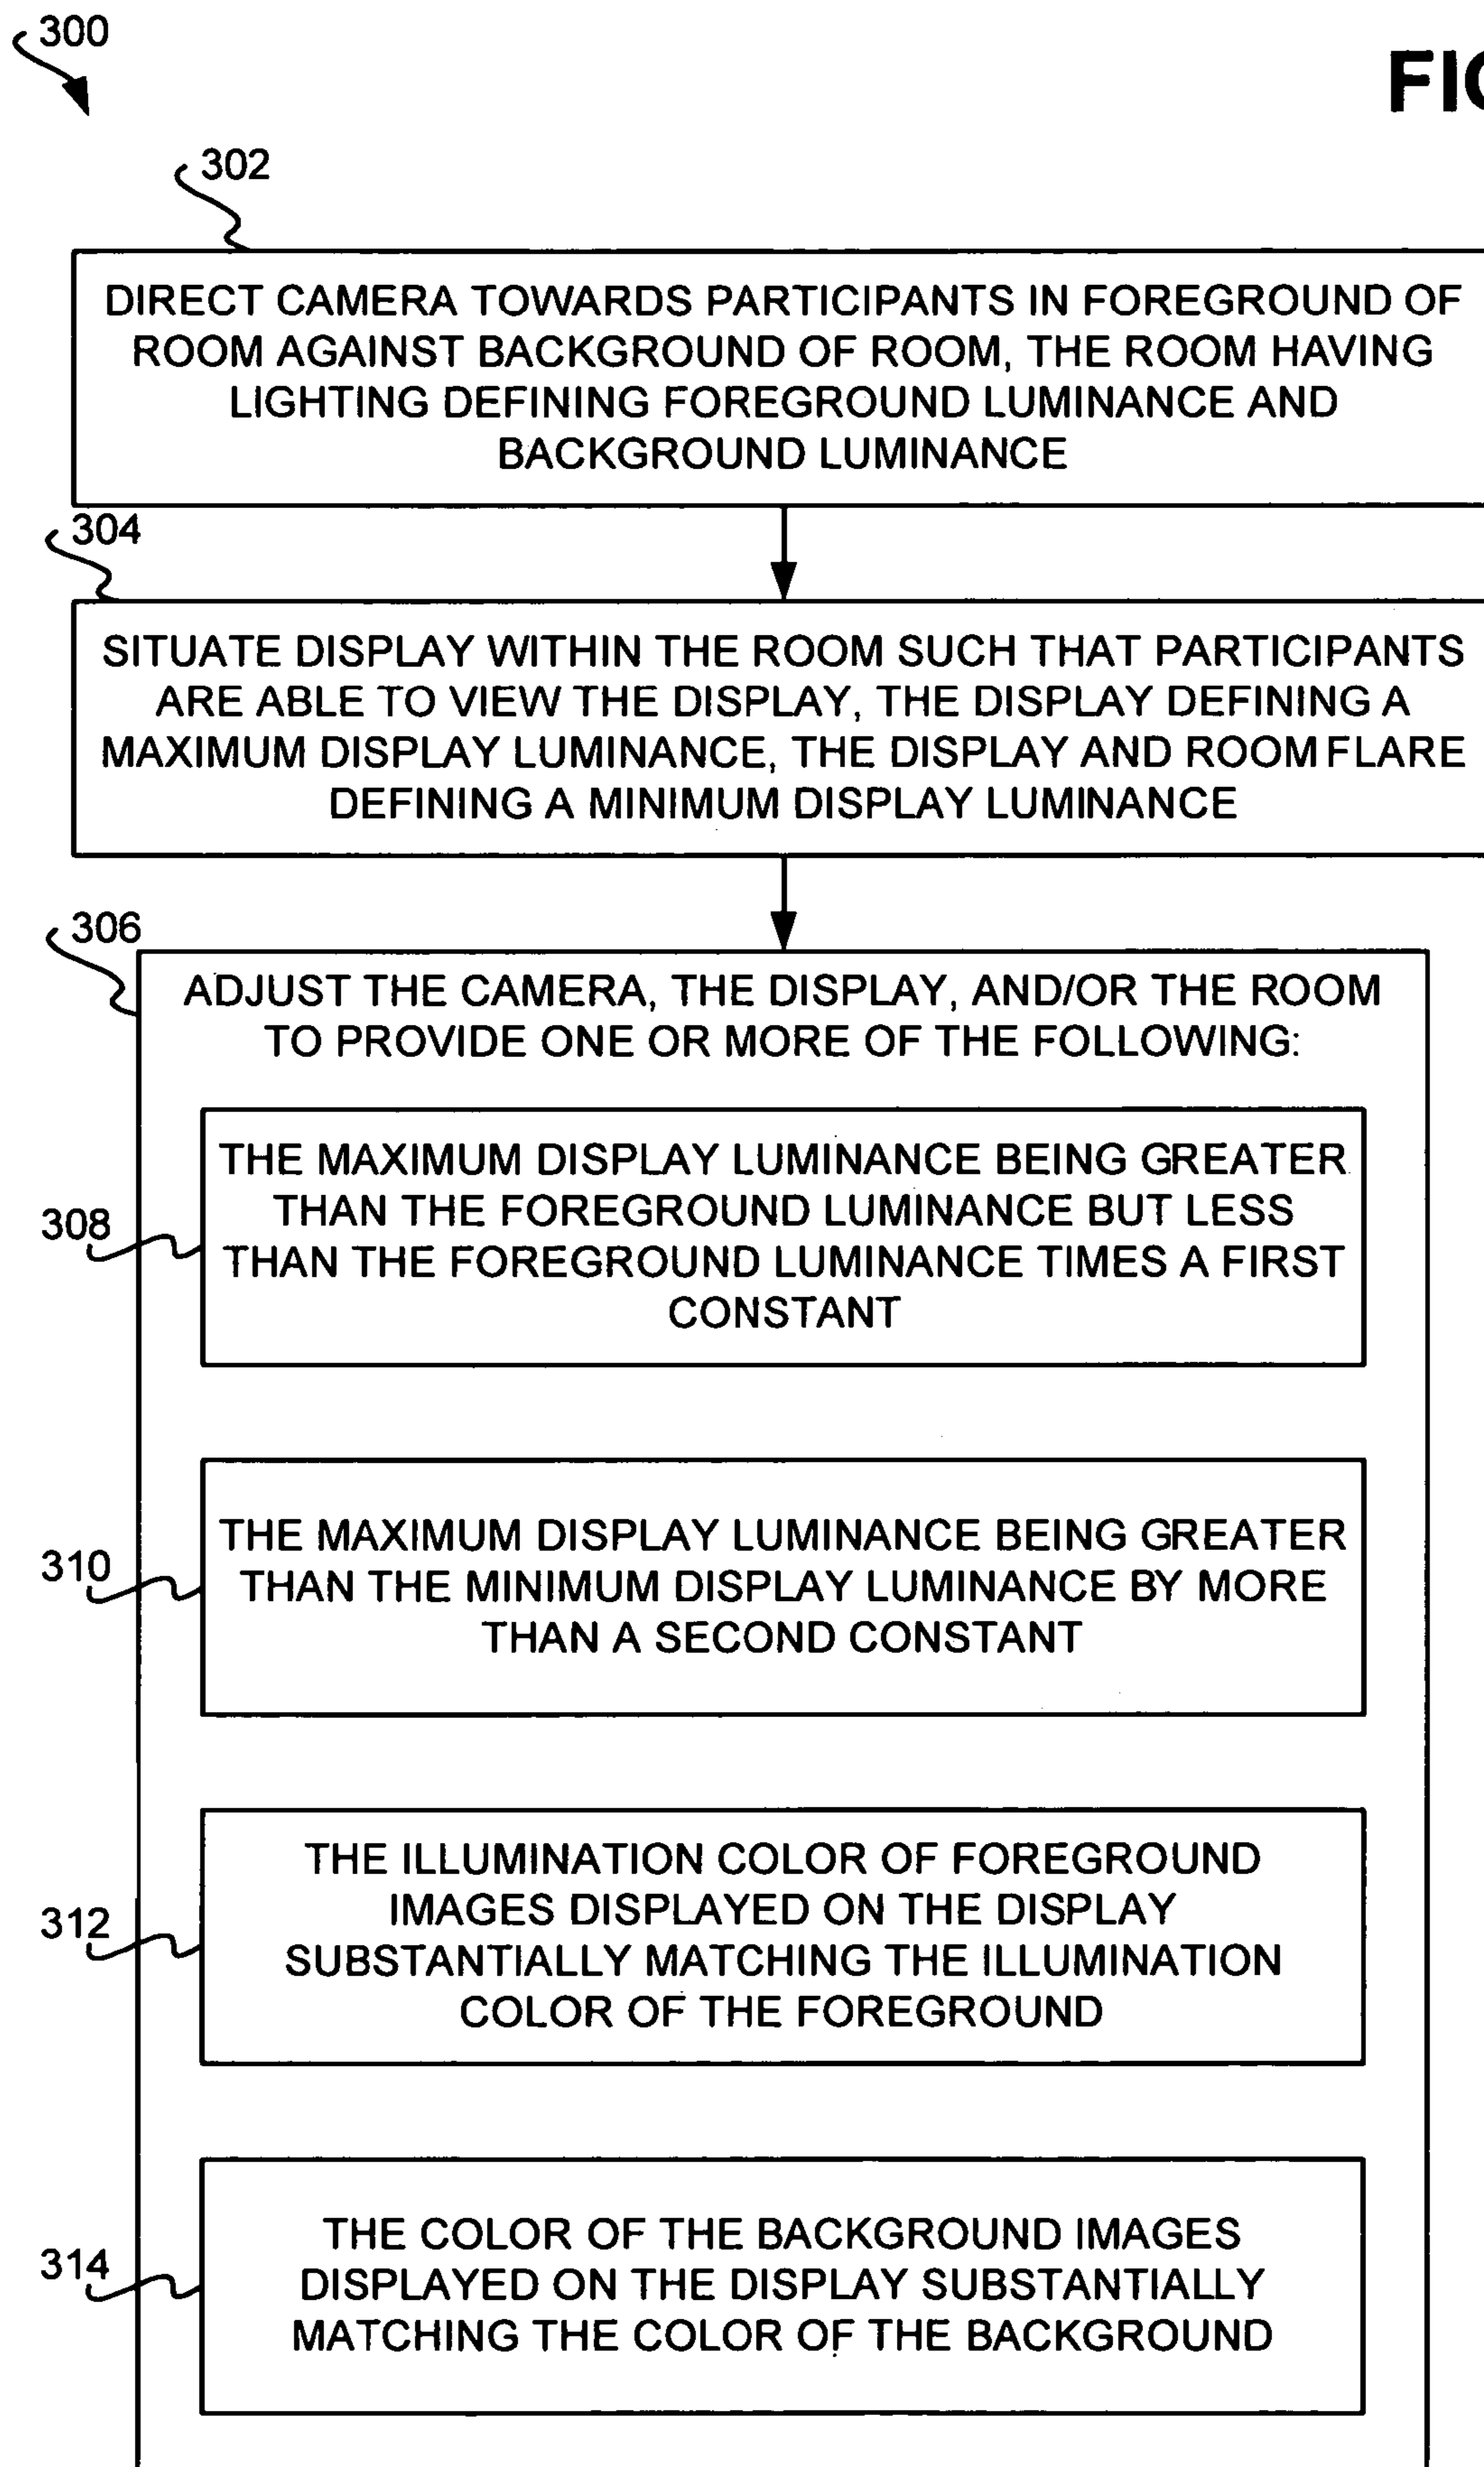 300
FIG
302
DIRECT CAMERA TOWARDS PARTICIPANTS IN FOREGROUND OF
ROOM AGAINST BACKGROUND OF ROOM, THE ROOM HAVING
LIGHTING DEFINING FOREGROUND LUMINANCE AND
BACKGROUND LUMINANCE
304
SITUATE DISPLAY WITHIN THE ROOM SUCH THAT PARTICIPANTS
ARE ABLE TO VIEW THE DISPLAY, THE DISPLAY DEFINING A
MAXIMUM DISPLAY LUMINANCE, THE DISPLAY AND ROOM FLARE
DEFINING A MINIMUM DISPLAY LUMINANCE
306
ADJUST THE CAMERA, THE DISPLAY, AND/OR THE ROOM
TO PROVIDE ONE OR MORE OF THE FOLLOWING:
308
THE MAXIMUM DISPLAY LUMINANCE BEING GREATER
THAN THE FOREGROUND LUMINANCE BUT LESS
THAN THE FOREGROUND LUMINANCE TIMES A FIRST
CONSTANT
310
THE MAXIMUM DISPLAY LUMINANCE BEING GREATER
THAN THE MINIMUM DISPLAY LUMINANCE BY MORE
THAN A SECOND CONSTANT
312
THE ILLUMINATION COLOR OF FOREGROUND
IMAGES DISPLAYED ON THE DISPLAY
SUBSTANTIALLY MATCHING THE ILLUMINATION
COLOR OF THE FOREGROUND
314
THE COLOR OF THE BACKGROUND IMAGES
DISPLAYED ON THE DISPLAY SUBSTANTIALLY
MATCHING THE COLOR OF THE BACKGROUND